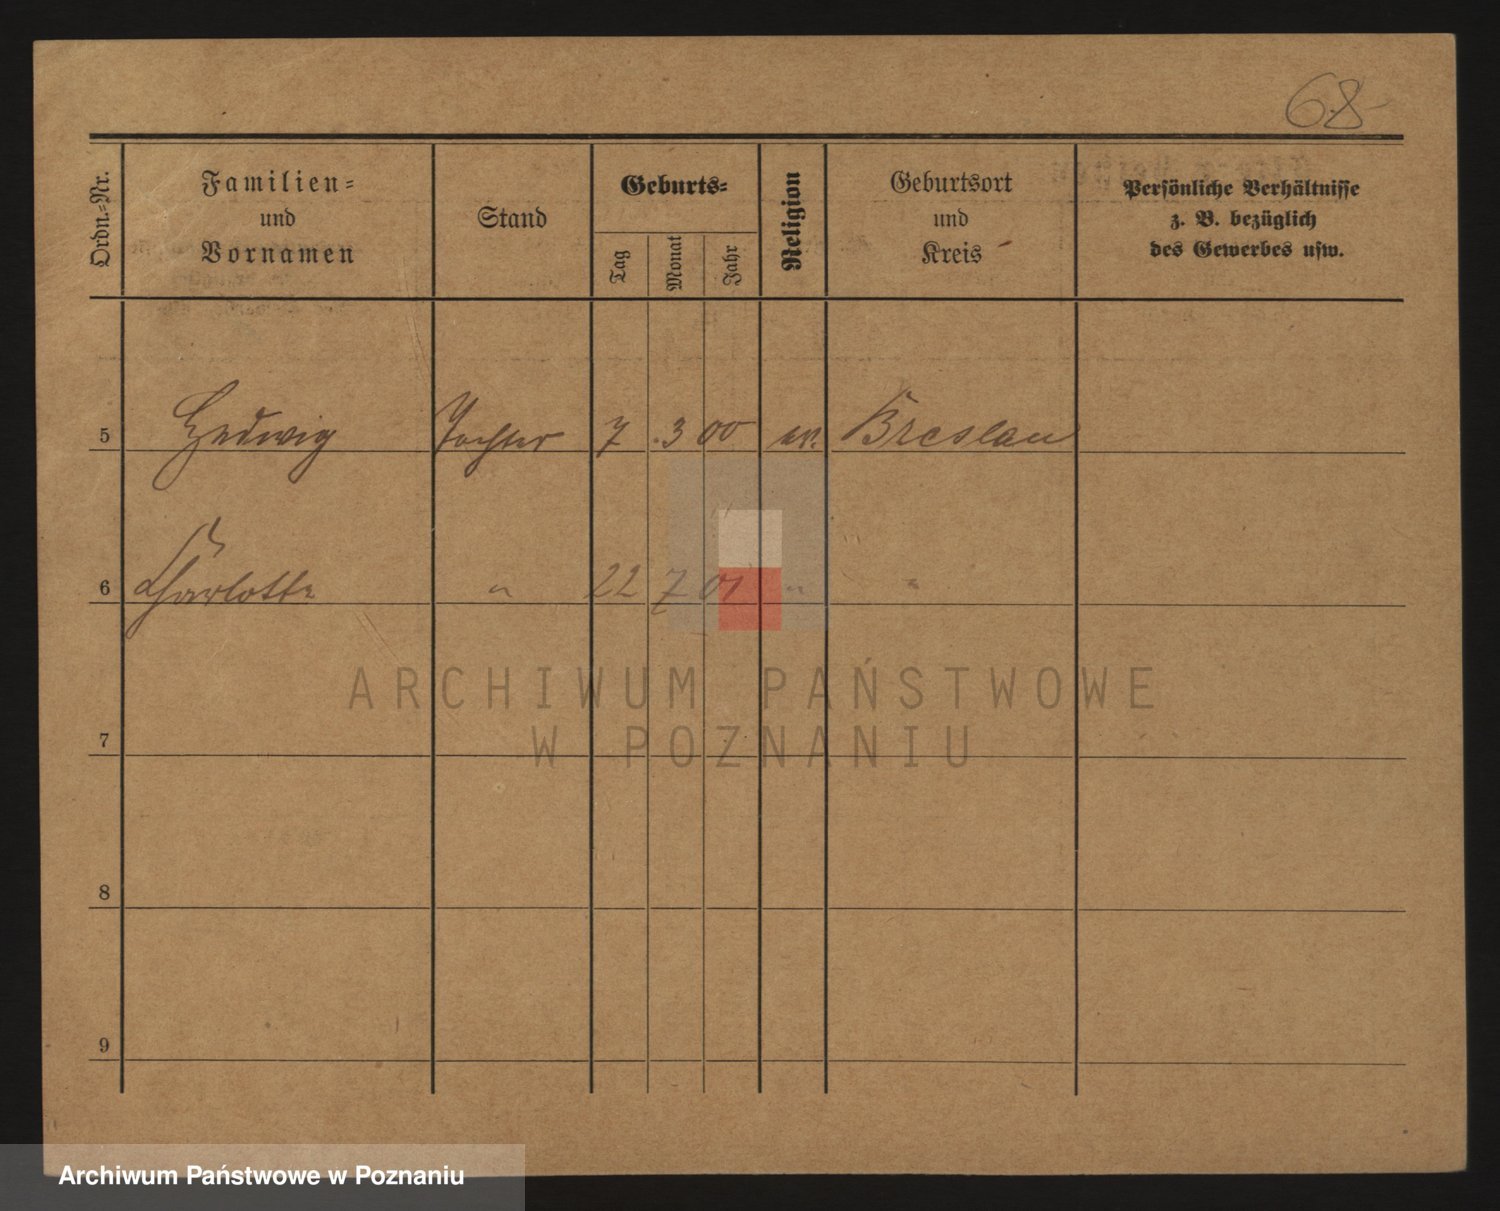 68
Ordn.-Nr.
Familien-
und
Vornamen
Stand
Geburts-
Tag
Monat
Jahr
Religion
Geburtsort
und
Kreis
Persönliche Verhältnisse
z. B. bezüglich
des Gewerbes usw.
5 Hedwig Tochter 7 .3 00 ev. Breslau
6 Charlotte " 22 7 01 " "
ARCHIWUM PAŃSTWOWE
W POZNANIU
7
8
9
Archiwum Państwowe w Poznaniu